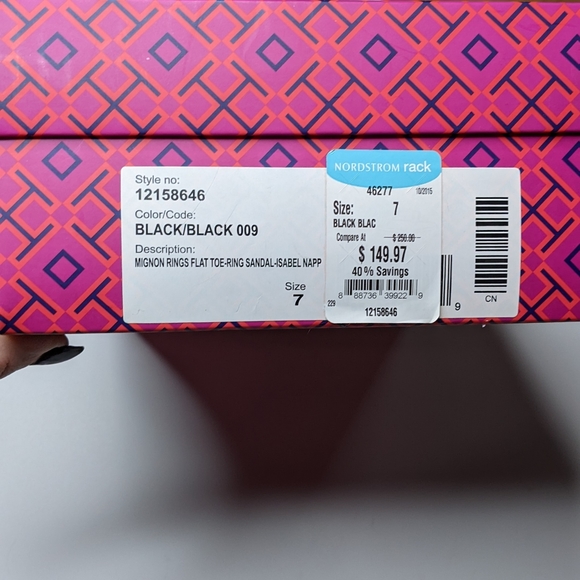 Style no:
12158646
Color/Code:
BLACK/BLACK 009
Description:
MIGNON RINGS FLAT TOE-RING SANDAL-ISABEL NAPP
Size
7
NORDSTROM rack
46277 10/2015
Size: 7
BLACK BLAC
Compare At
$ 149.97
40% Savings
8 88736 39922 9
229
12158646
9
CN